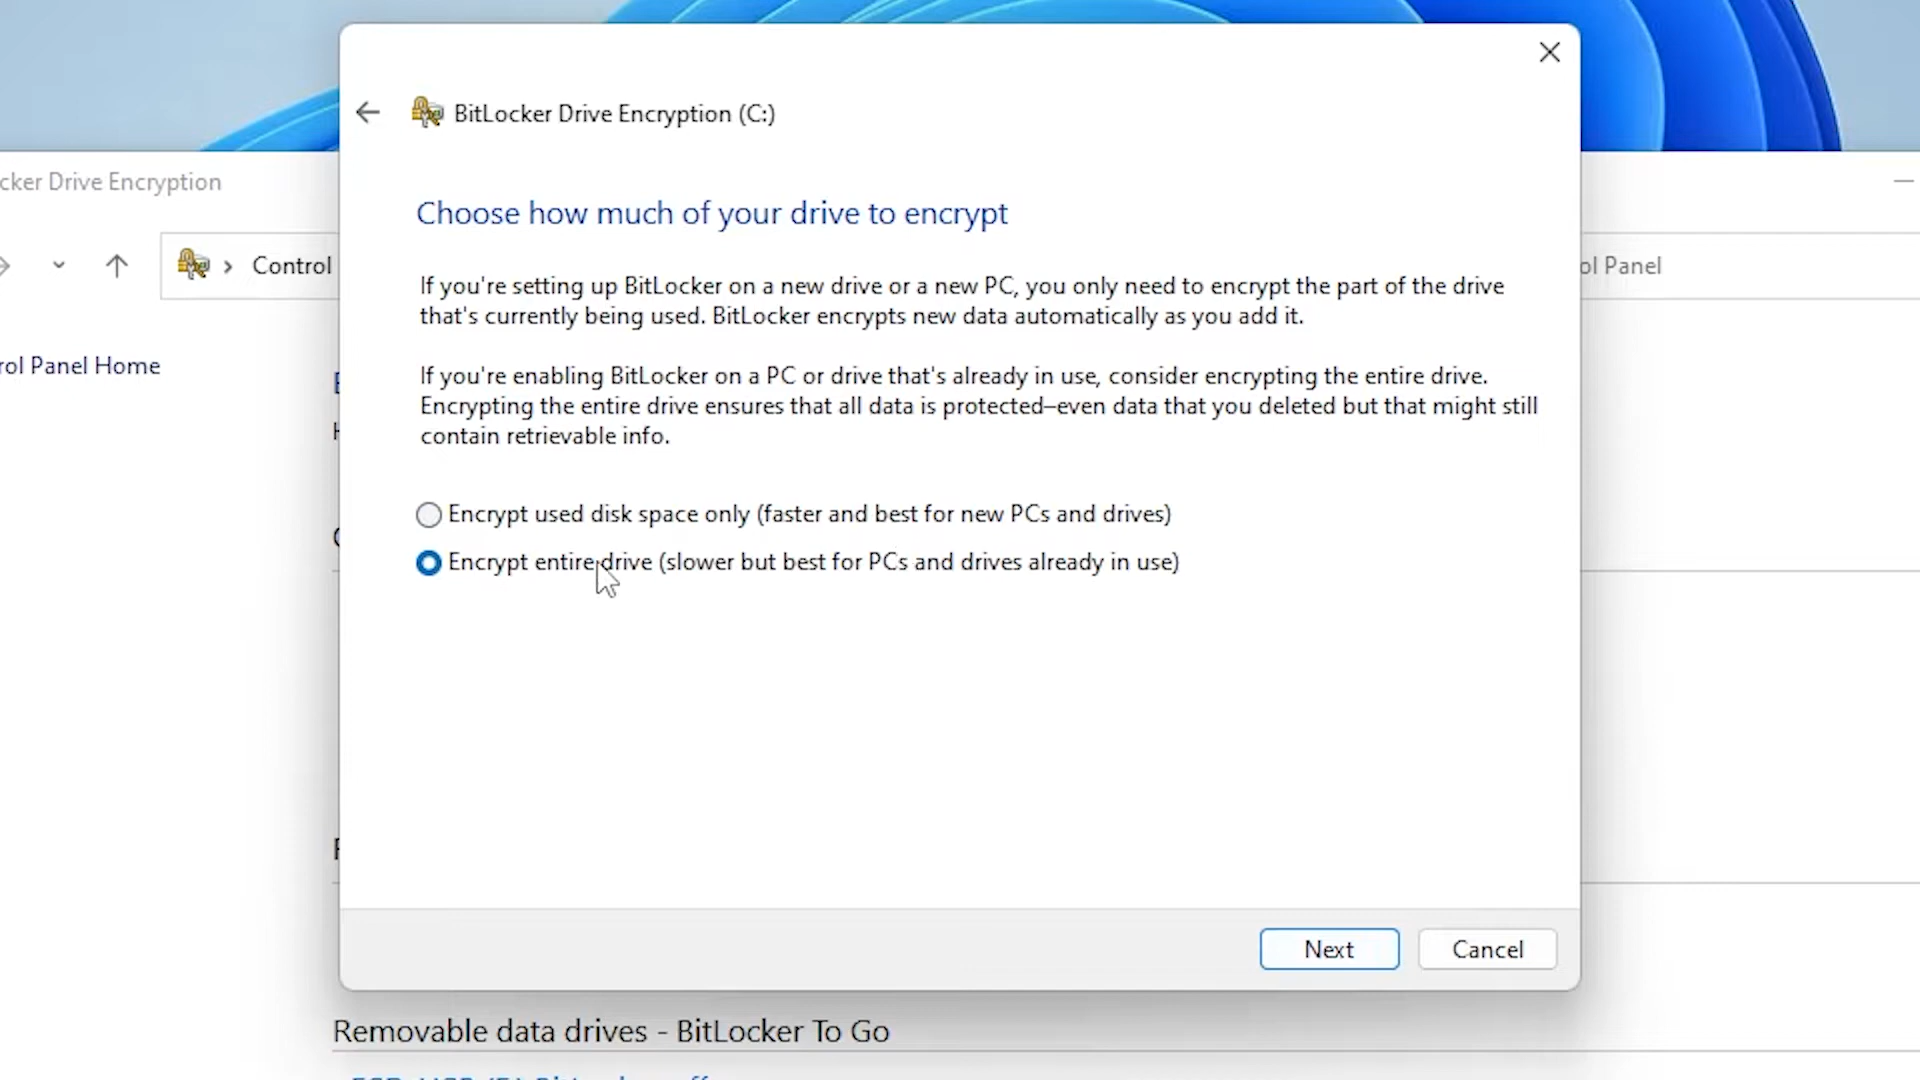 BitLocker Drive Encryption (C:)
cker Drive Encryption
Choose how much of your drive to encrypt
Control
ol Panel
If you're setting up BitLocker on a new drive or a new PC, you only need to encrypt the part of the drive
that's currently being used. BitLocker encrypts new data automatically as you add it.
rol Panel Home
If you're enabling BitLocker on a PC or drive that's already in use, consider encrypting the entire drive.
Encrypting the entire drive ensures that all data is protected–even data that you deleted but that might still
contain retrievable info.
Encrypt used disk space only (faster and best for new PCs and drives)
Encrypt entire drive (slower but best for PCs and drives already in use)
Next
Cancel
Removable data drives - BitLocker To Go